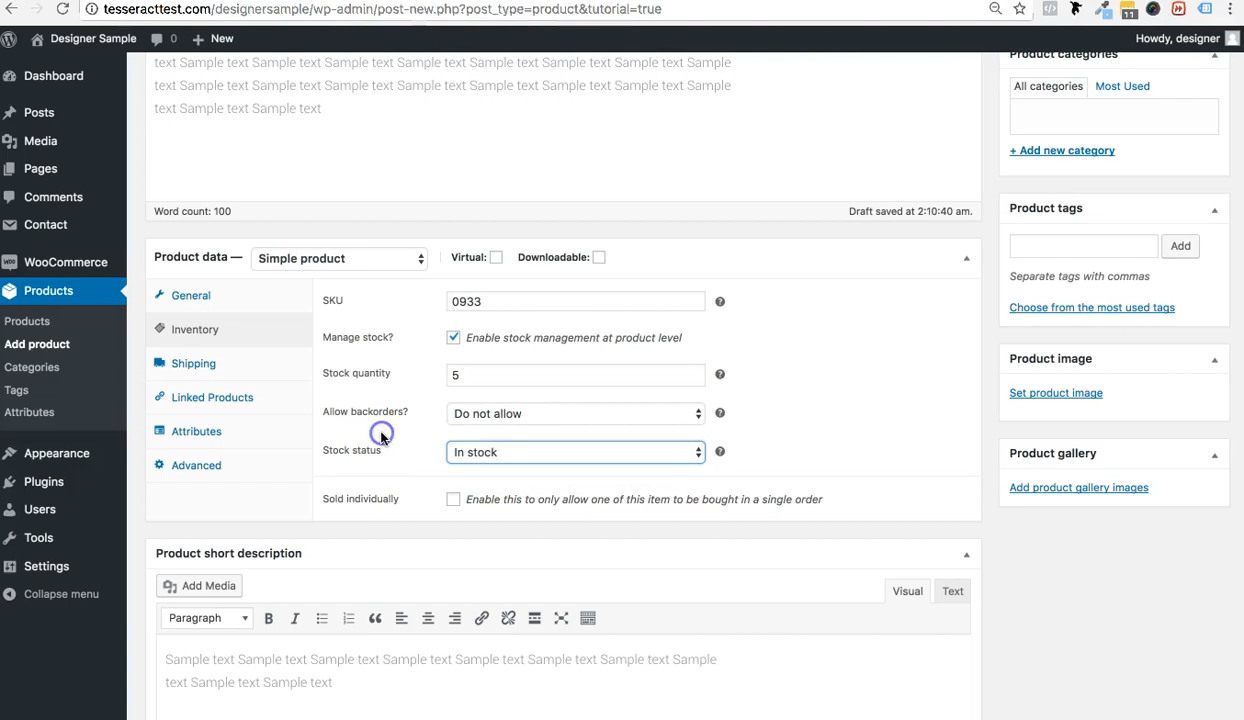 tesseracttest.com/designersample/wp-admin/post-new.php?post_type=product&tutorial=true
11
Designer Sample
0
New
Howdy, designer
Dashboard
Posts
Media
Pages
Comments
Contact
WooCommerce
Products
Products
Add product
Categories
Tags
Attributes
Appearance
Plugins
Users
Tools
Settings
Collapse menu
text Sample text Sample text Sample text Sample text Sample text Sample text Sample
text Sample text Sample text Sample text Sample text Sample text Sample text Sample
text Sample text Sample text
Word count: 100
Draft saved at 2:10:40 am.
Product data — Simple product
Virtual:
Downloadable:
General
Inventory
Shipping
Linked Products
Attributes
Advanced
SKU
0933
Manage stock?
Enable stock management at product level
Stock quantity
5
Allow backorders?
Do not allow
Stock status
In stock
Sold individually
Enable this to only allow one of this item to be bought in a single order
Product short description
Add Media
Visual
Text
Paragraph
B
I
Sample text Sample text Sample text Sample text Sample text Sample text Sample text Sample
text Sample text Sample text
Product categories
All categories
Most Used
+ Add new category
Product tags
Add
Separate tags with commas
Choose from the most used tags
Product image
Set product image
Product gallery
Add product gallery images